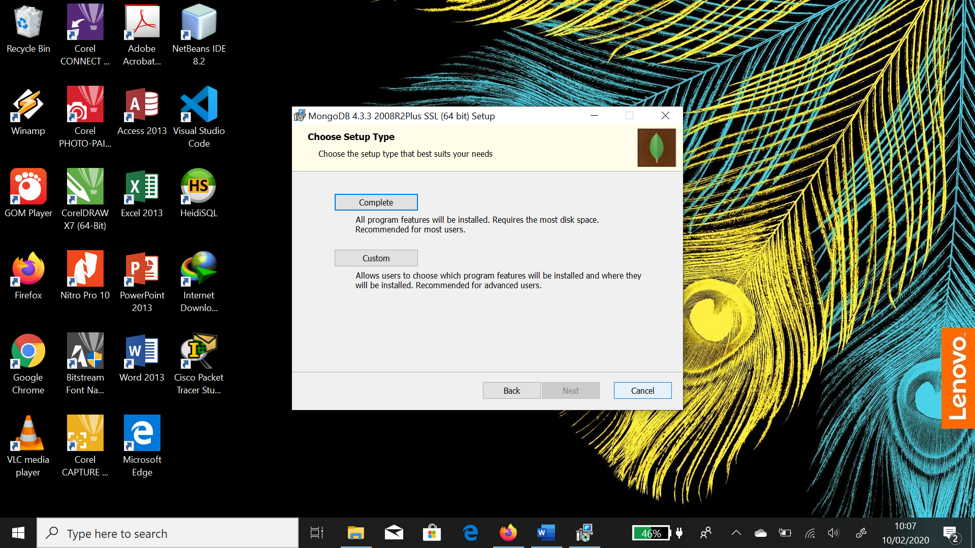 Recycle Bin
Corel
CONNECT ...
Adobe
Acrobat...
NetBeans IDE
8.2
Winamp
Corel
PHOTO-PAI...
Access 2013
Visual Studio
Code
GOM Player
CorelDRAW
X7 (64-Bit)
Excel 2013
HS
HeidiSQL
Firefox
Nitro Pro 10
PowerPoint
2013
Internet
Downlo...
Google
Chrome
Bitstream
Font Na...
Word 2013
Cisco Packet
Tracer Stu...
VLC media
player
Corel
CAPTURE ...
Microsoft
Edge
MongoDB 4.3.3 2008R2Plus SSL (64 bit) Setup
Choose Setup Type
Choose the setup type that best suits your needs
Complete
All program features will be installed. Requires the most disk space.
Recommended for most users.
Custom
Allows users to choose which program features will be installed and where they
will be installed. Recommended for advanced users.
Back
Next
Cancel
Lenovo
Type here to search
46%
10:07
10/02/2020
2